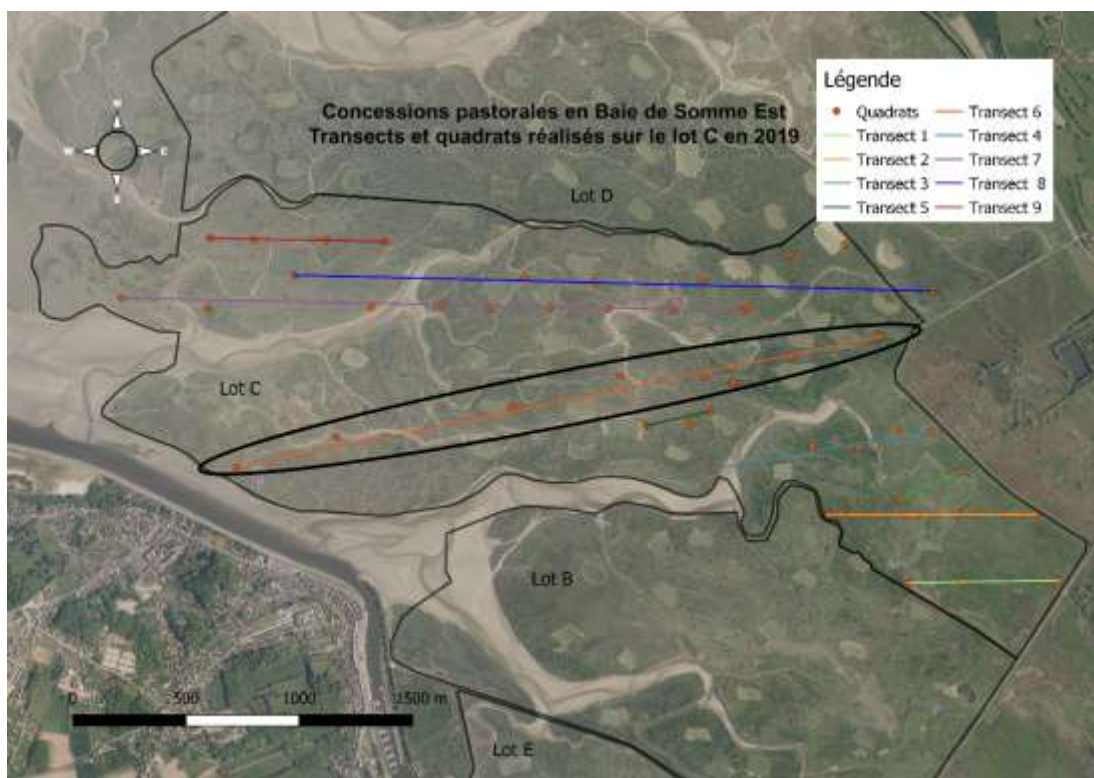 Légende
Quadrats
Transect 1
Transect 2
Transect 3
Transect 5
Transect 6
Transect 4
Transect 7
Transect 8
Transect 9
Concessions pastorales en Baie de Somme Est
Transects et quadrats réalisés sur le lot C en 2019
N
E
Lot D
Lot C
Lot B
Lot E
0 500 1000 1500 m